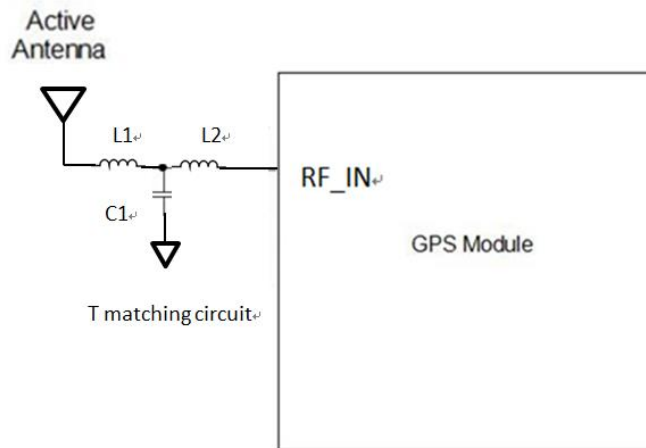 Active
Antenna
L1↵
L2↵
C1↵
RF_IN↵
GPS Module
T matching circuit↵